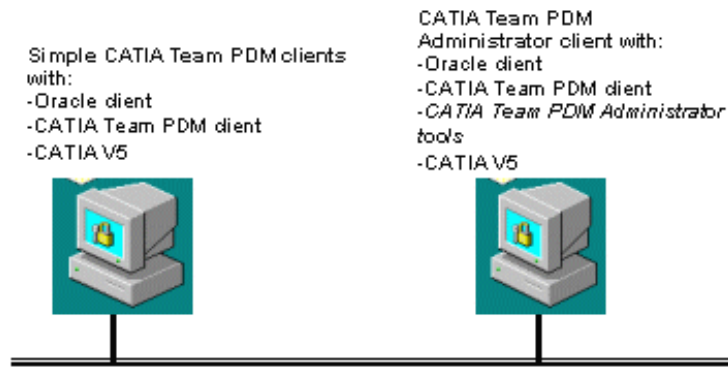 Simple CATIA Team PDM clients
with:
-Oracle client
-CATIA Team PDM client
-CATIA V5
CATIA Team PDM
Administrator client with:
-Oracle client
-CATIA Team PDM client
-CATIA Team PDM Administrator
tools
-CATIA V5